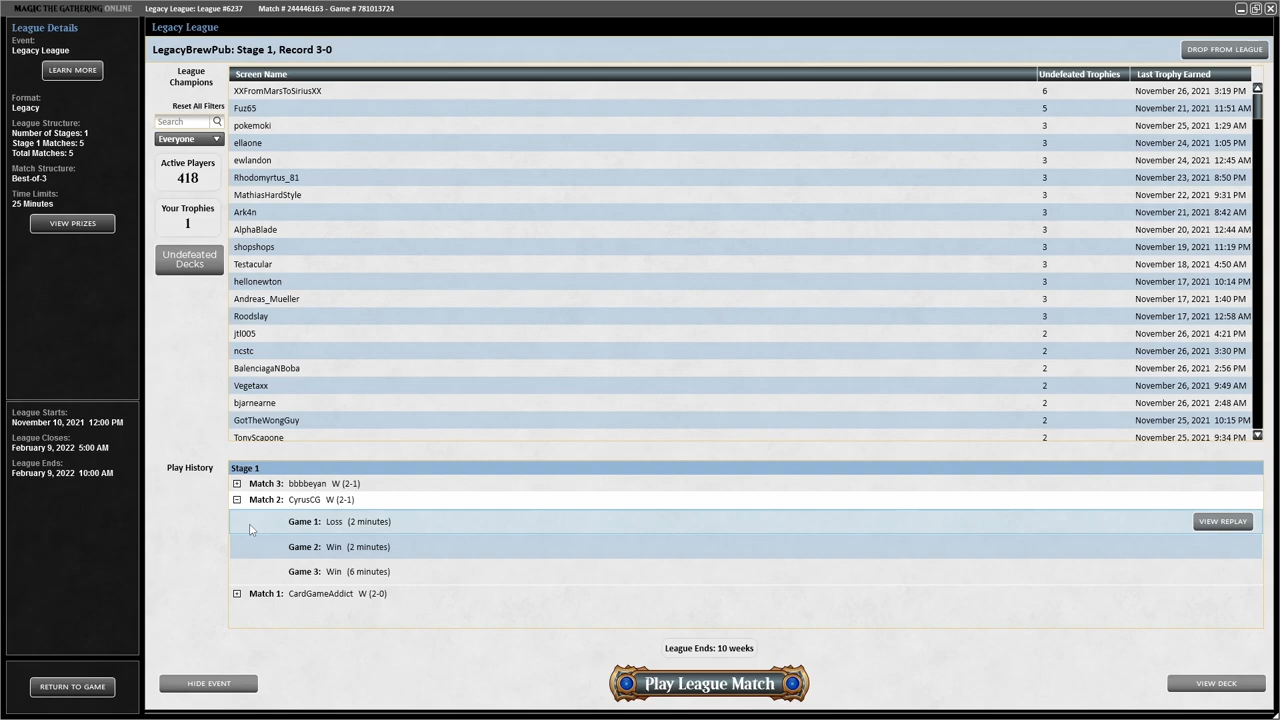 MAGIC THE GATHERING ONLINE
Legacy League: League #6237
Match # 244446163 - Game # 781013724
League Details
Event:
Legacy League
LEARN MORE
Format:
Legacy
League Structure:
Number of Stages: 1
Stage 1 Matches: 5
Total Matches: 5
Match Structure:
Best-of-3
Time Limits:
25 Minutes
VIEW PRIZES
League Starts:
November 10, 2021 12:00 PM
League Closes:
February 9, 2022 5:00 AM
League Ends:
February 9, 2022 10:00 AM
RETURN TO GAME
Legacy League
LegacyBrewPub: Stage 1, Record 3-0
DROP FROM LEAGUE
League
Champions
Reset All Filters
Search
Everyone
Active Players
418
Your Trophies
1
Undefeated
Decks
Screen Name Undefeated Trophies Last Trophy Earned
XXFromMarsToSiriusXX 6 November 26, 2021 3:19 PM
Fuz65 5 November 21, 2021 11:51 AM
pokemoki 3 November 25, 2021 1:29 AM
ellaone 3 November 24, 2021 1:05 PM
ewlandon 3 November 24, 2021 12:45 AM
Rhodomyrtus_81 3 November 23, 2021 8:50 PM
MathiasHardStyle 3 November 22, 2021 9:31 PM
Ark4n 3 November 21, 2021 8:42 AM
AlphaBlade 3 November 20, 2021 12:44 AM
shopshops 3 November 19, 2021 11:19 PM
Testacular 3 November 18, 2021 4:50 AM
hellonewton 3 November 17, 2021 10:14 PM
Andreas_Mueller 3 November 17, 2021 1:40 PM
Roodslay 3 November 17, 2021 12:58 AM
jtl005 2 November 26, 2021 4:21 PM
ncstc 2 November 26, 2021 3:30 PM
BalenciagaNBoba 2 November 26, 2021 2:56 PM
Vegetaxx 2 November 26, 2021 9:49 AM
bjarnearne 2 November 26, 2021 2:48 AM
GotTheWongGuy 2 November 25, 2021 10:15 PM
TonyScapone 2 November 25, 2021 9:34 PM
Play History
Stage 1
Match 3: bbbbeyan W (2-1)
Match 2: CyrusCG W (2-1)
Game 1: Loss (2 minutes)
VIEW REPLAY
Game 2: Win (2 minutes)
Game 3: Win (6 minutes)
Match 1: CardGameAddict W (2-0)
League Ends: 10 weeks
HIDE EVENT
Play League Match
VIEW DECK